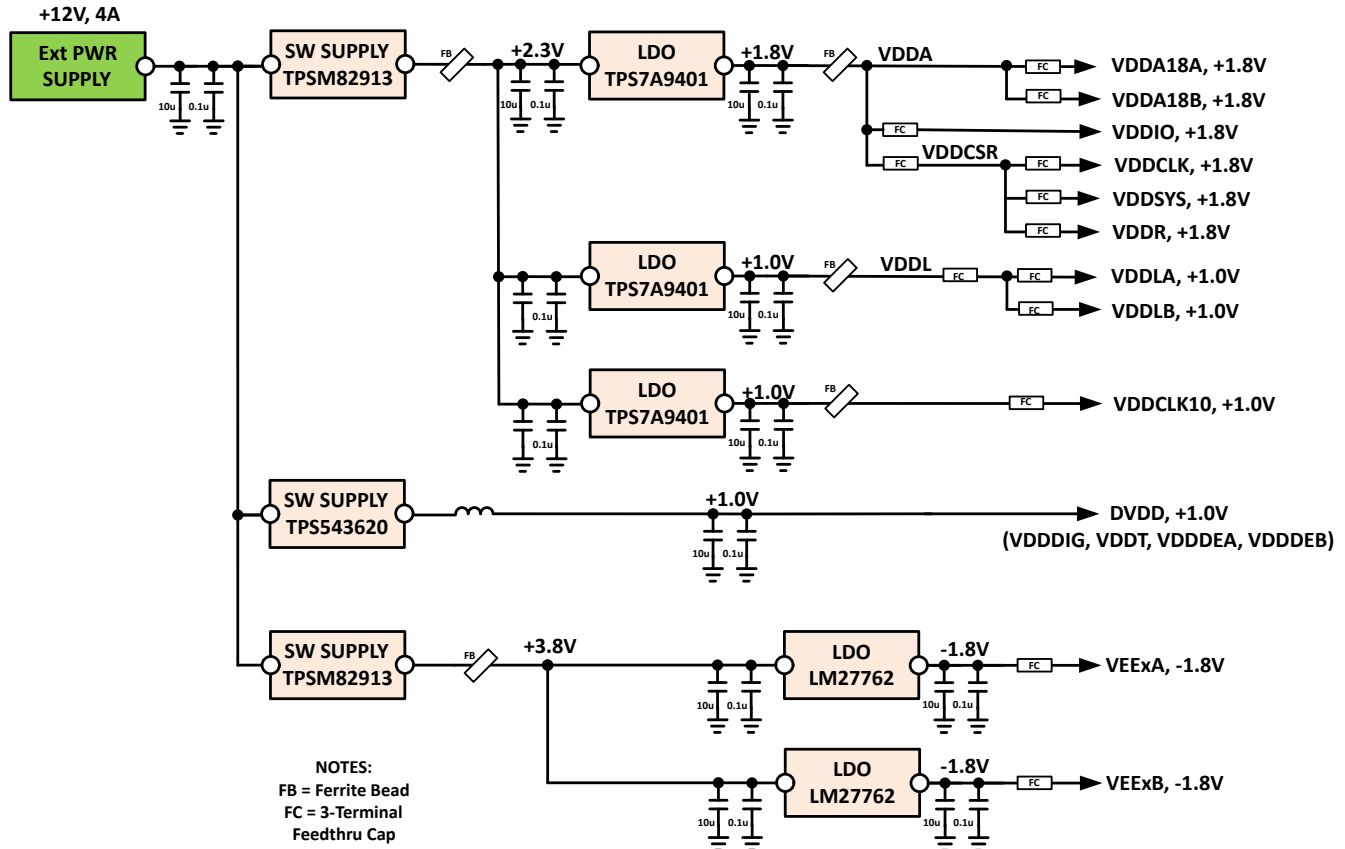 +12V, 4A
Ext PWR
SUPPLY
10u
0.1u
SW SUPPLY
TPSM82913
FB
+2.3V
10u
0.1u
LDO
TPS7A9401
+1.8V
10u
0.1u
FB
VDDA
FC
VDDA18A, +1.8V
FC
VDDA18B, +1.8V
FC
VDDIO, +1.8V
FC
VDDCSR
FC
VDDCLK, +1.8V
FC
VDDSYS, +1.8V
FC
VDDR, +1.8V
0.1u
LDO
TPS7A9401
+1.0V
10u
0.1u
FB
VDDL
FC
FC
VDDLA, +1.0V
FC
VDDLB, +1.0V
0.1u
LDO
TPS7A9401
+1.0V
10u
0.1u
FB
FC
VDDCLK10, +1.0V
SW SUPPLY
TPS543620
+1.0V
10u
0.1u
DVDD, +1.0V
(VDDDIG, VDDT, VDDDEA, VDDDEB)
SW SUPPLY
TPSM82913
FB
+3.8V
10u
0.1u
LDO
LM27762
-1.8V
10u
0.1u
FC
VEExA, -1.8V
10u
0.1u
LDO
LM27762
-1.8V
10u
0.1u
FC
VEExB, -1.8V
NOTES:
FB = Ferrite Bead
FC = 3-Terminal
Feedthru Cap